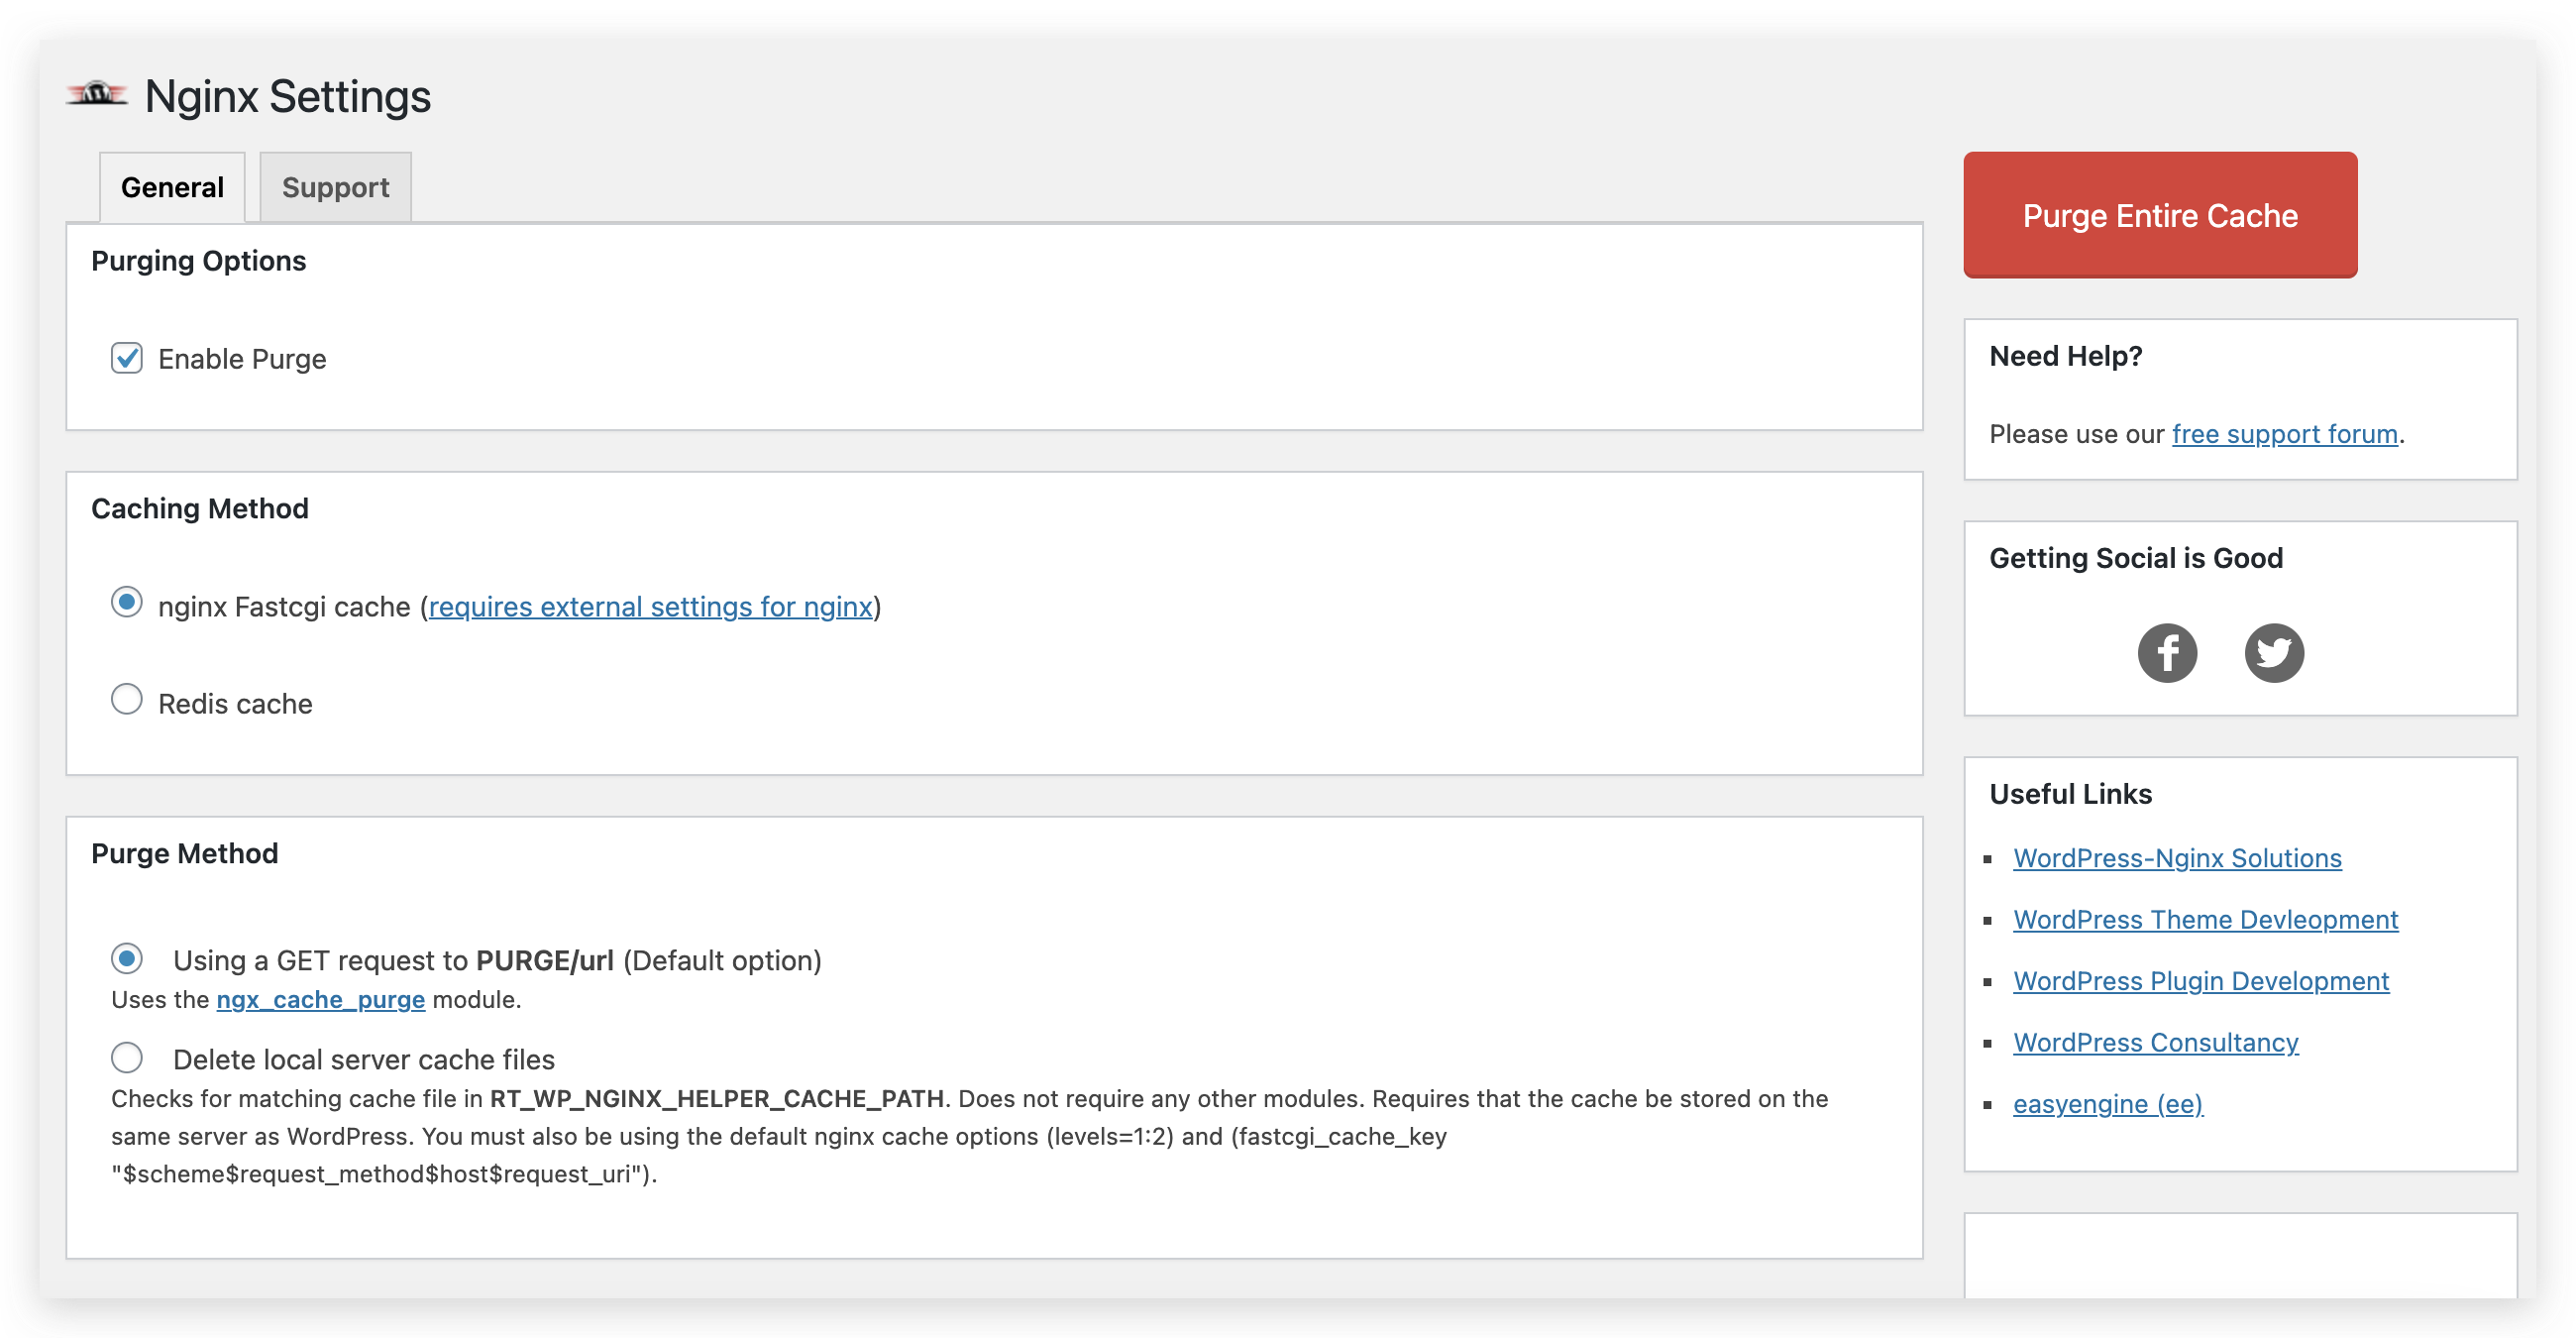 Nginx Settings
General
Support
Purging Options
Enable Purge
Caching Method
nginx Fastcgi cache (requires external settings for nginx)
Redis cache
Purge Method
Using a GET request to PURGE/url (Default option)
Uses the ngx_cache_purge module.
Delete local server cache files
Checks for matching cache file in RT_WP_NGINX_HELPER_CACHE_PATH. Does not require any other modules. Requires that the cache be stored on the
same server as WordPress. You must also be using the default nginx cache options (levels=1:2) and (fastcgi_cache_key
"$scheme$request_method$host$request_uri").
Purge Entire Cache
Need Help?
Please use our free support forum.
Getting Social is Good
Useful Links
WordPress-Nginx Solutions
WordPress Theme Devleopment
WordPress Plugin Development
WordPress Consultancy
easyengine (ee)